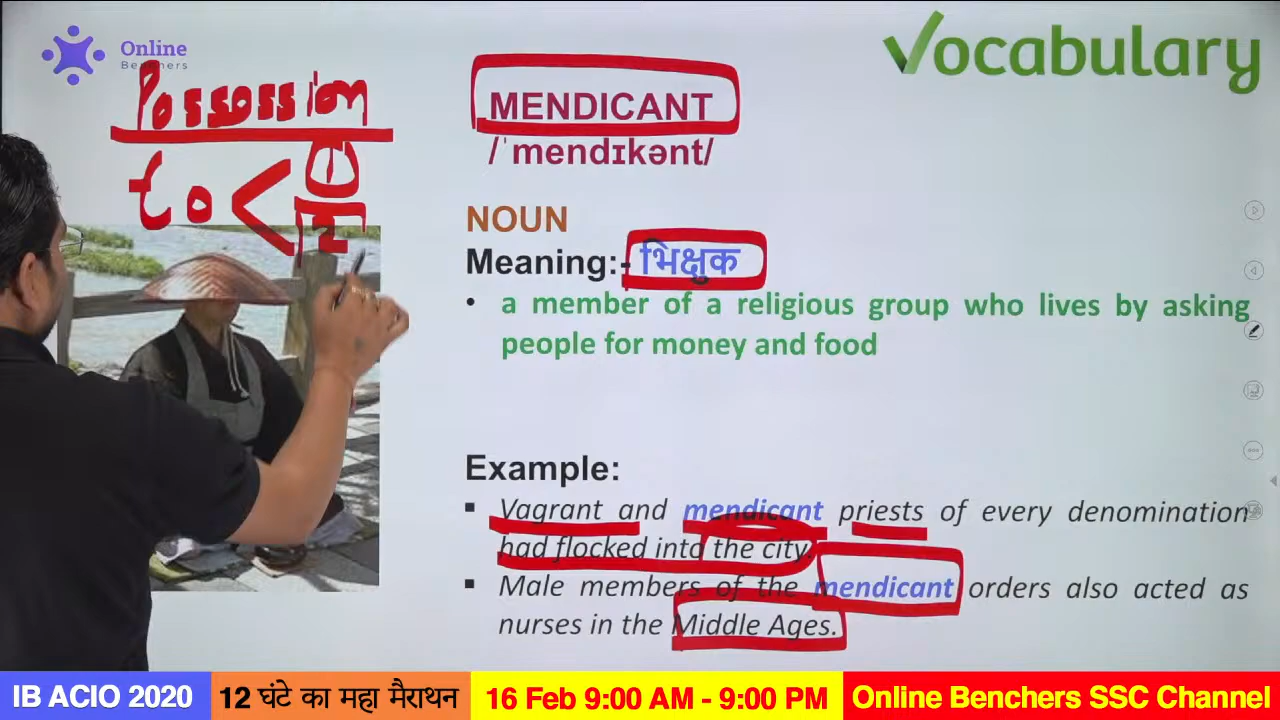 Online
Benchers
Vocabulary
Possession
to <
MENDICANT
/ˈmendɪkənt/
NOUN
Meaning:- भिक्षुक
• a member of a religious group who lives by asking
people for money and food
Example:
▪ Vagrant and mendicant priests of every denomination
had flocked into the city.
▪ Male members of the mendicant orders also acted as
nurses in the Middle Ages.
IB ACIO 2020 12 घंटे का महा मैराथन 16 Feb 9:00 AM - 9:00 PM Online Benchers SSC Channel